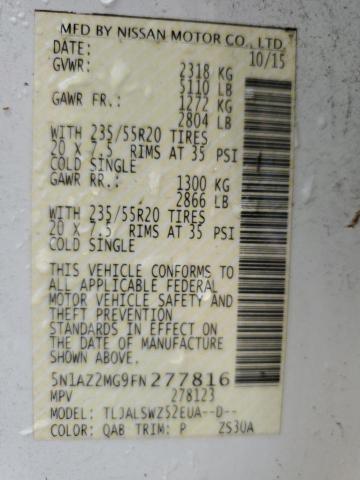 MFD BY NISSAN MOTOR CO., LTD.
DATE: 10/15
GVWR: 2318 KG
5110 LB
GAWR FR.: 1272 KG
2804 LB
WITH 235/55R20 TIRES
20 X 7.5 RIMS AT 35 PSI
COLD SINGLE
GAWR RR.: 1300 KG
2866 LB
WITH 235/55R20 TIRES
20 X 7.5 RIMS AT 35 PSI
COLD SINGLE
THIS VEHICLE CONFORMS TO
ALL APPLICABLE FEDERAL
MOTOR VEHICLE SAFETY AND
THEFT PREVENTION
STANDARDS IN EFFECT ON
THE DATE OF MANUFACTURE
SHOWN ABOVE.
5N1AZ2MG9FN277816
MPV 278123
MODEL: TLJALSWZ52EUA--D--
COLOR: QAB TRIM: P ZS30A